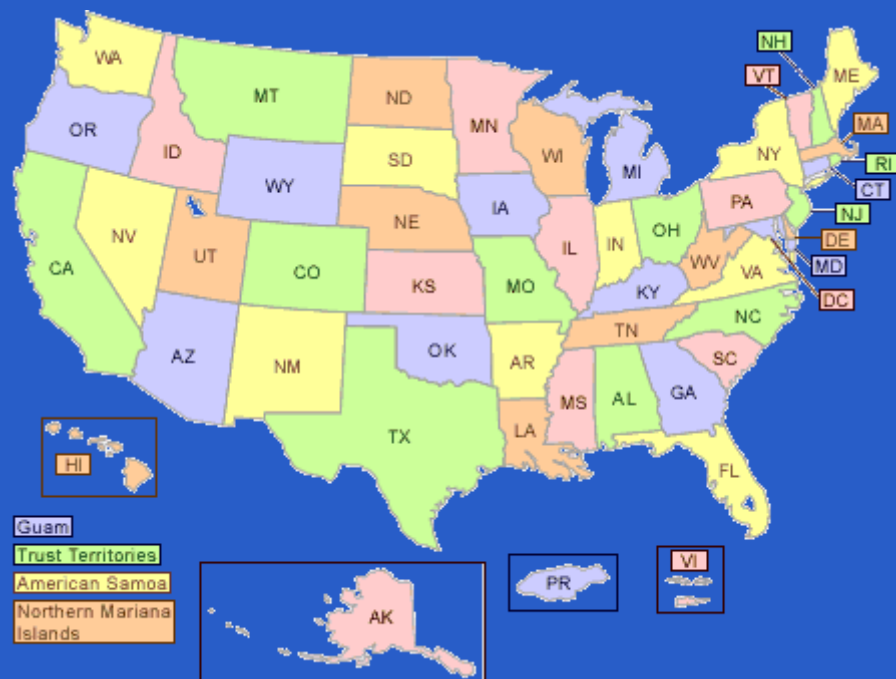 NH
VT
ME
WA
MT
ND
MN
MA
OR
ID
SD
WI
NY
RI
MI
CT
WY
PA
IA
NJ
NE
OH
NV
IL
IN
DE
UT
WV
MD
CA
CO
VA
KS
MO
KY
DC
NC
TN
AZ
OK
NM
AR
SC
MS
AL
GA
TX
LA
HI
FL
Guam
Trust Territories
American Samoa
Northern Mariana
Islands
VI
PR
AK